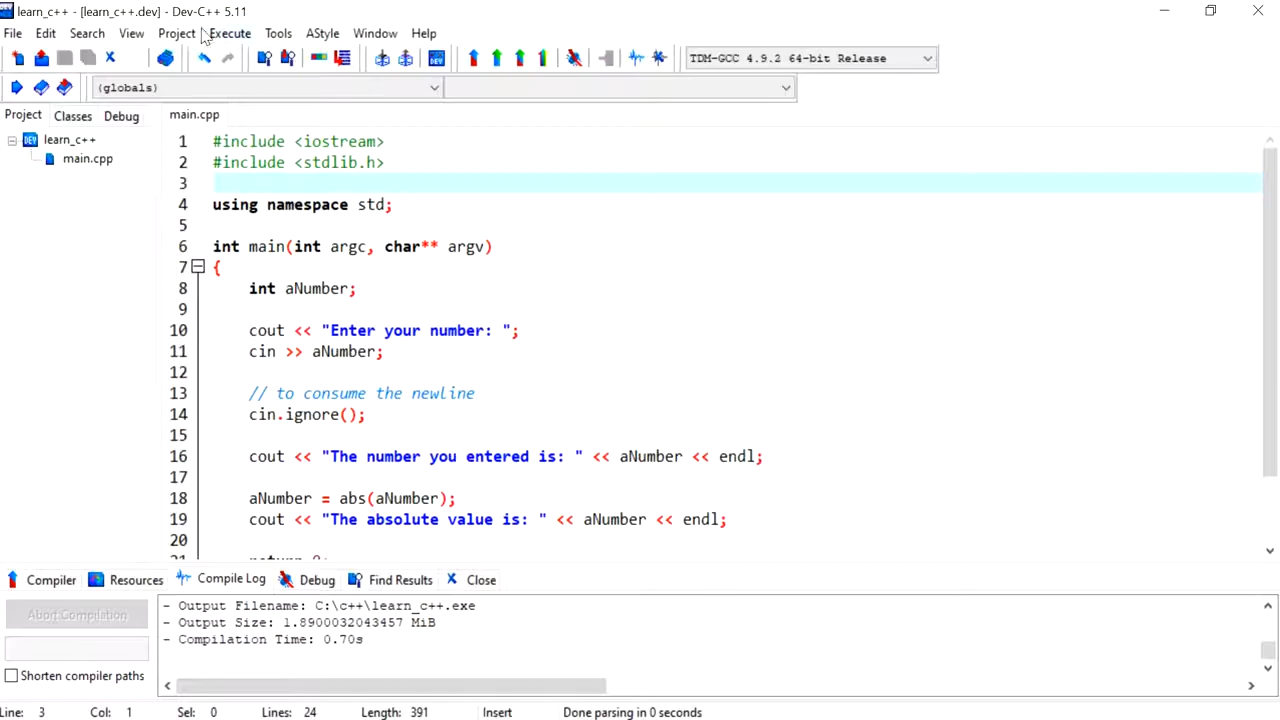 learn_c++ - [learn_c++.dev] - Dev-C++ 5.11
File Edit Search View Project Execute Tools AStyle Window Help
TDM-GCC 4.9.2 64-bit Release
(globals)
Project Classes Debug main.cpp
learn_c++
main.cpp
1 #include <iostream>
2 #include <stdlib.h>
3
4 using namespace std;
5
6 int main(int argc, char** argv)
7 {
8 int aNumber;
9
10 cout << "Enter your number: ";
11 cin >> aNumber;
12
13 // to consume the newline
14 cin.ignore();
15
16 cout << "The number you entered is: " << aNumber << endl;
17
18 aNumber = abs(aNumber);
19 cout << "The absolute value is: " << aNumber << endl;
20
21 return 0;
Compiler Resources Compile Log Debug Find Results Close
Abort Compilation
Shorten compiler paths
- Output Filename: C:\c++\learn_c++.exe
- Output Size: 1.8900032043457 MiB
- Compilation Time: 0.70s
Line: 3 Col: 1 Sel: 0 Lines: 24 Length: 391 Insert Done parsing in 0 seconds